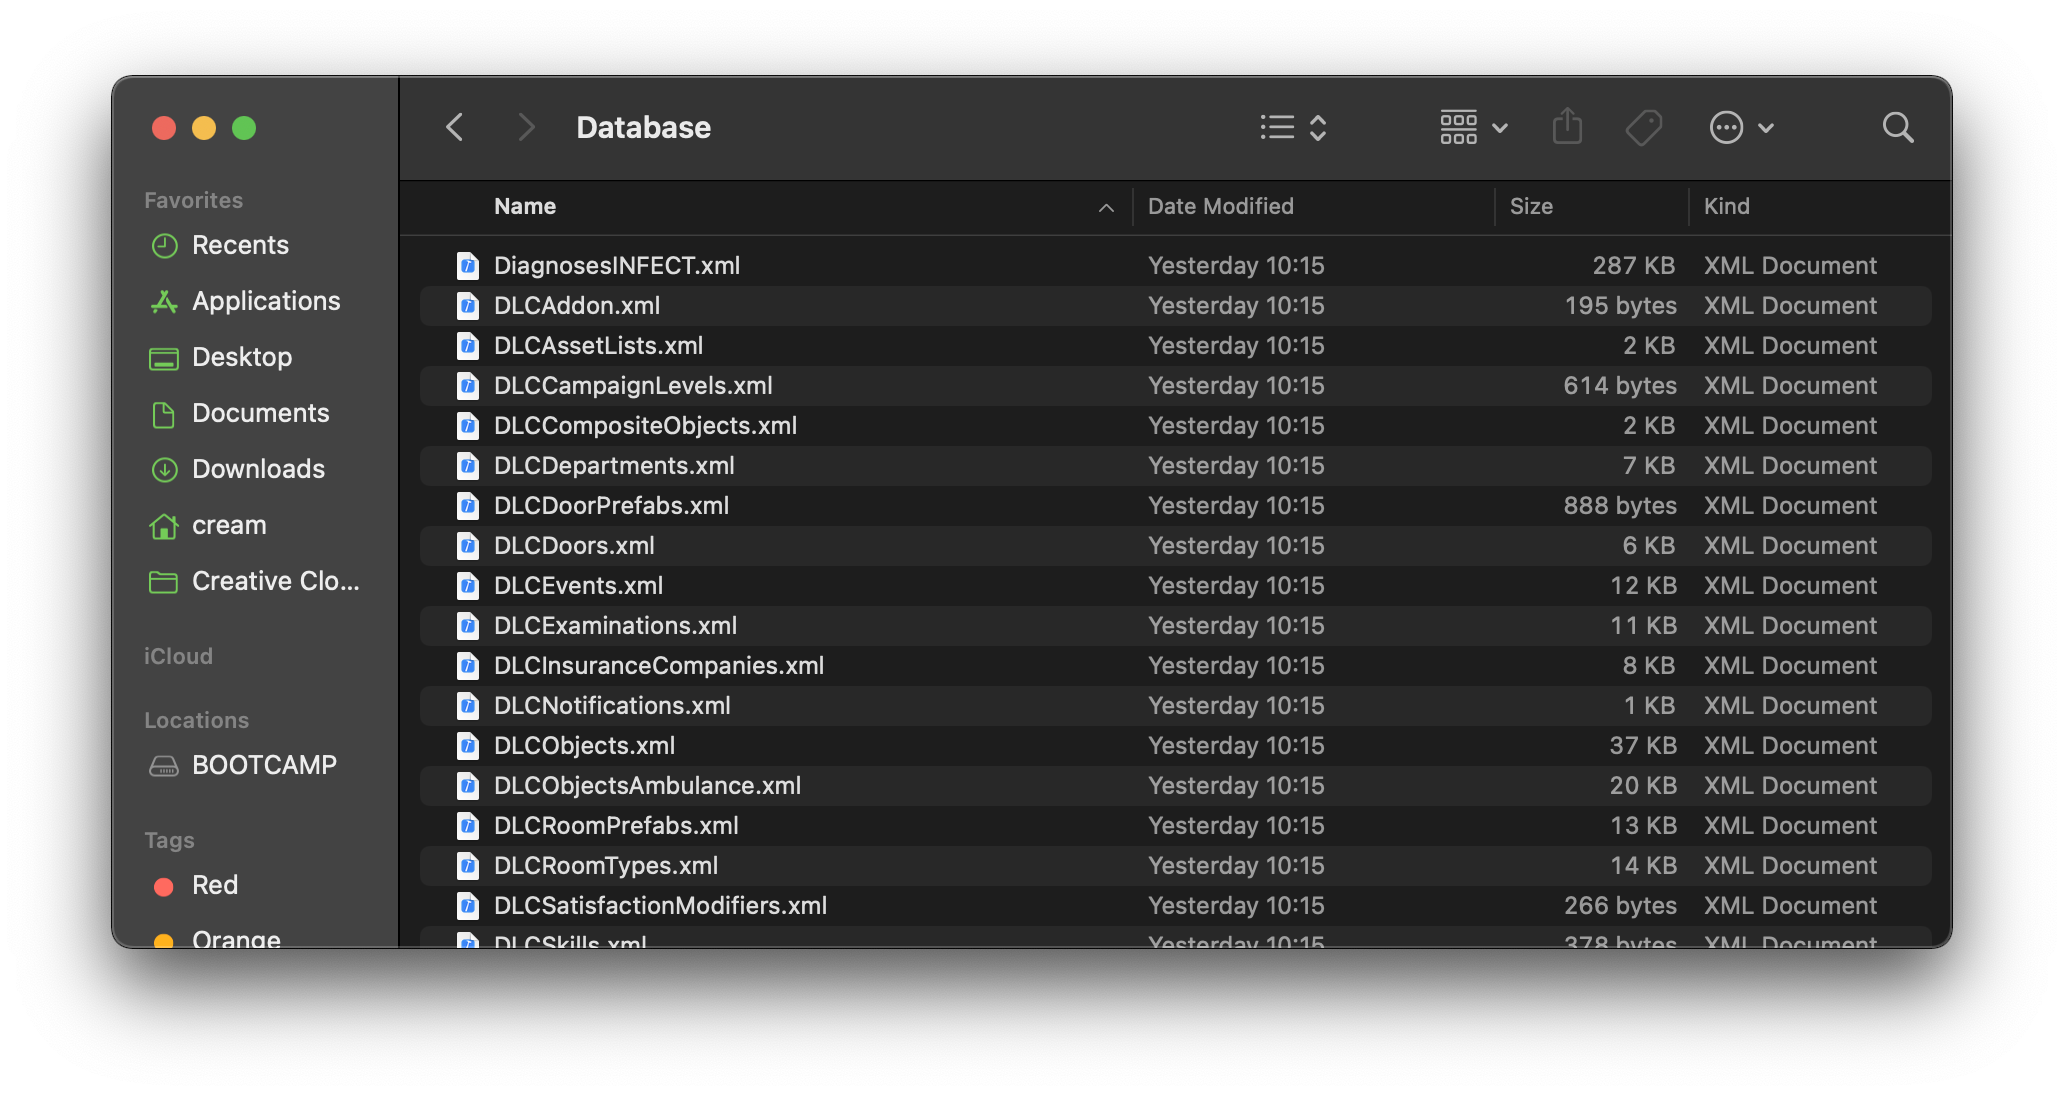 Database
Favorites
Recents
Applications
Desktop
Documents
Downloads
cream
Creative Clo...
iCloud
Locations
BOOTCAMP
Tags
Red
Orange
Name Date Modified Size Kind
DiagnosesINFECT.xml Yesterday 10:15 287 KB XML Document
DLCAddon.xml Yesterday 10:15 195 bytes XML Document
DLCAssetLists.xml Yesterday 10:15 2 KB XML Document
DLCCampaignLevels.xml Yesterday 10:15 614 bytes XML Document
DLCCompositeObjects.xml Yesterday 10:15 2 KB XML Document
DLCDepartments.xml Yesterday 10:15 7 KB XML Document
DLCDoorPrefabs.xml Yesterday 10:15 888 bytes XML Document
DLCDoors.xml Yesterday 10:15 6 KB XML Document
DLCEvents.xml Yesterday 10:15 12 KB XML Document
DLCExaminations.xml Yesterday 10:15 11 KB XML Document
DLCInsuranceCompanies.xml Yesterday 10:15 8 KB XML Document
DLCNotifications.xml Yesterday 10:15 1 KB XML Document
DLCObjects.xml Yesterday 10:15 37 KB XML Document
DLCObjectsAmbulance.xml Yesterday 10:15 20 KB XML Document
DLCRoomPrefabs.xml Yesterday 10:15 13 KB XML Document
DLCRoomTypes.xml Yesterday 10:15 14 KB XML Document
DLCSatisfactionModifiers.xml Yesterday 10:15 266 bytes XML Document
DLCSkills.xml Yesterday 10:15 378 bytes XML Document